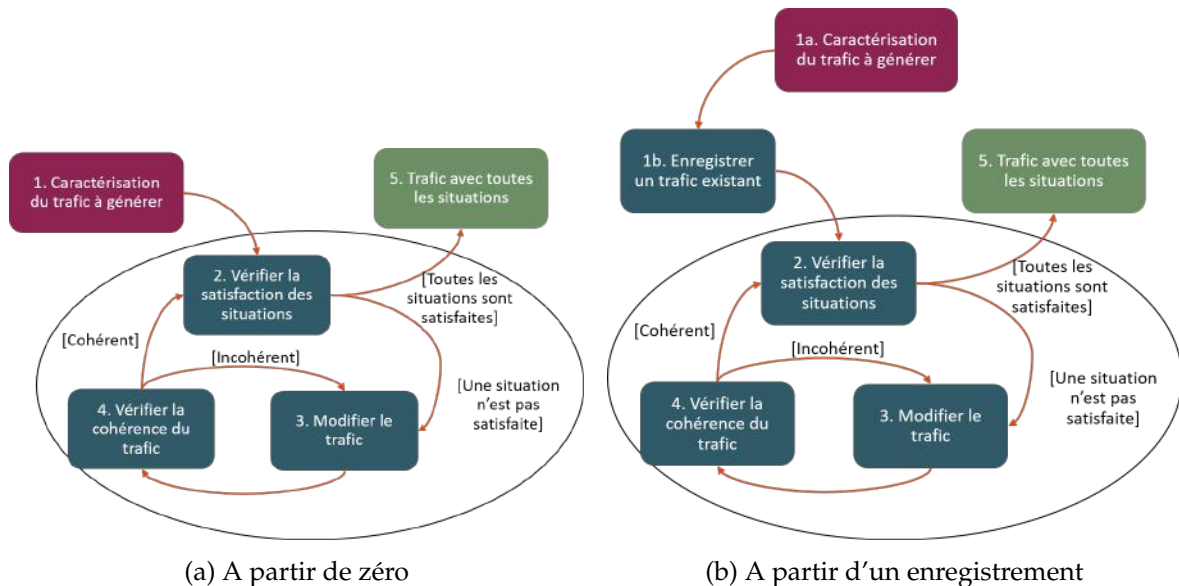 1. Caractérisation
du trafic à générer
5. Trafic avec toutes
les situations
2. Vérifier la
satisfaction des
situations
[Toutes les
situations sont
satisfaites]
[Cohérent]
[Incohérent]
[Une situation
n'est pas
satisfaite]
4. Vérifier la
cohérence du
trafic
3. Modifier le
trafic
(a) A partir de zéro
1a. Caractérisation
du trafic à générer
1b. Enregistrer
un trafic existant
5. Trafic avec toutes
les situations
2. Vérifier la
satisfaction des
situations
[Toutes les
situations sont
satisfaites]
[Cohérent]
[Incohérent]
[Une situation
n'est pas
satisfaite]
4. Vérifier la
cohérence du
trafic
3. Modifier le
trafic
(b) A partir d'un enregistrement